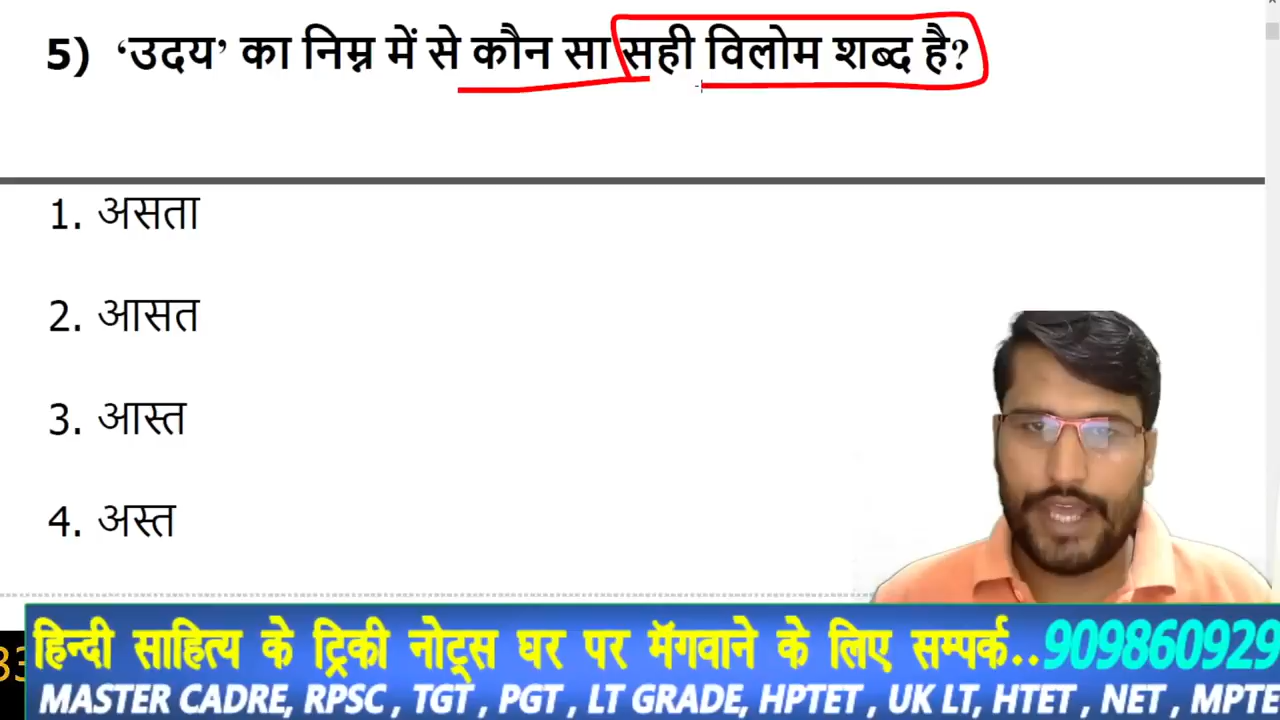 5) ‘उदय’ का निम्न में से कौन सा सही विलोम शब्द है?
1. असता
2. आसत
3. आस्त
4. अस्त
हिन्दी साहित्य के ट्रिकी नोट्स घर पर मॅगवाने के लिए सम्पर्क..909860929
MASTER CADRE, RPSC , TGT , PGT , LT GRADE, HPTET , UK LT, HTET , NET , MPTE